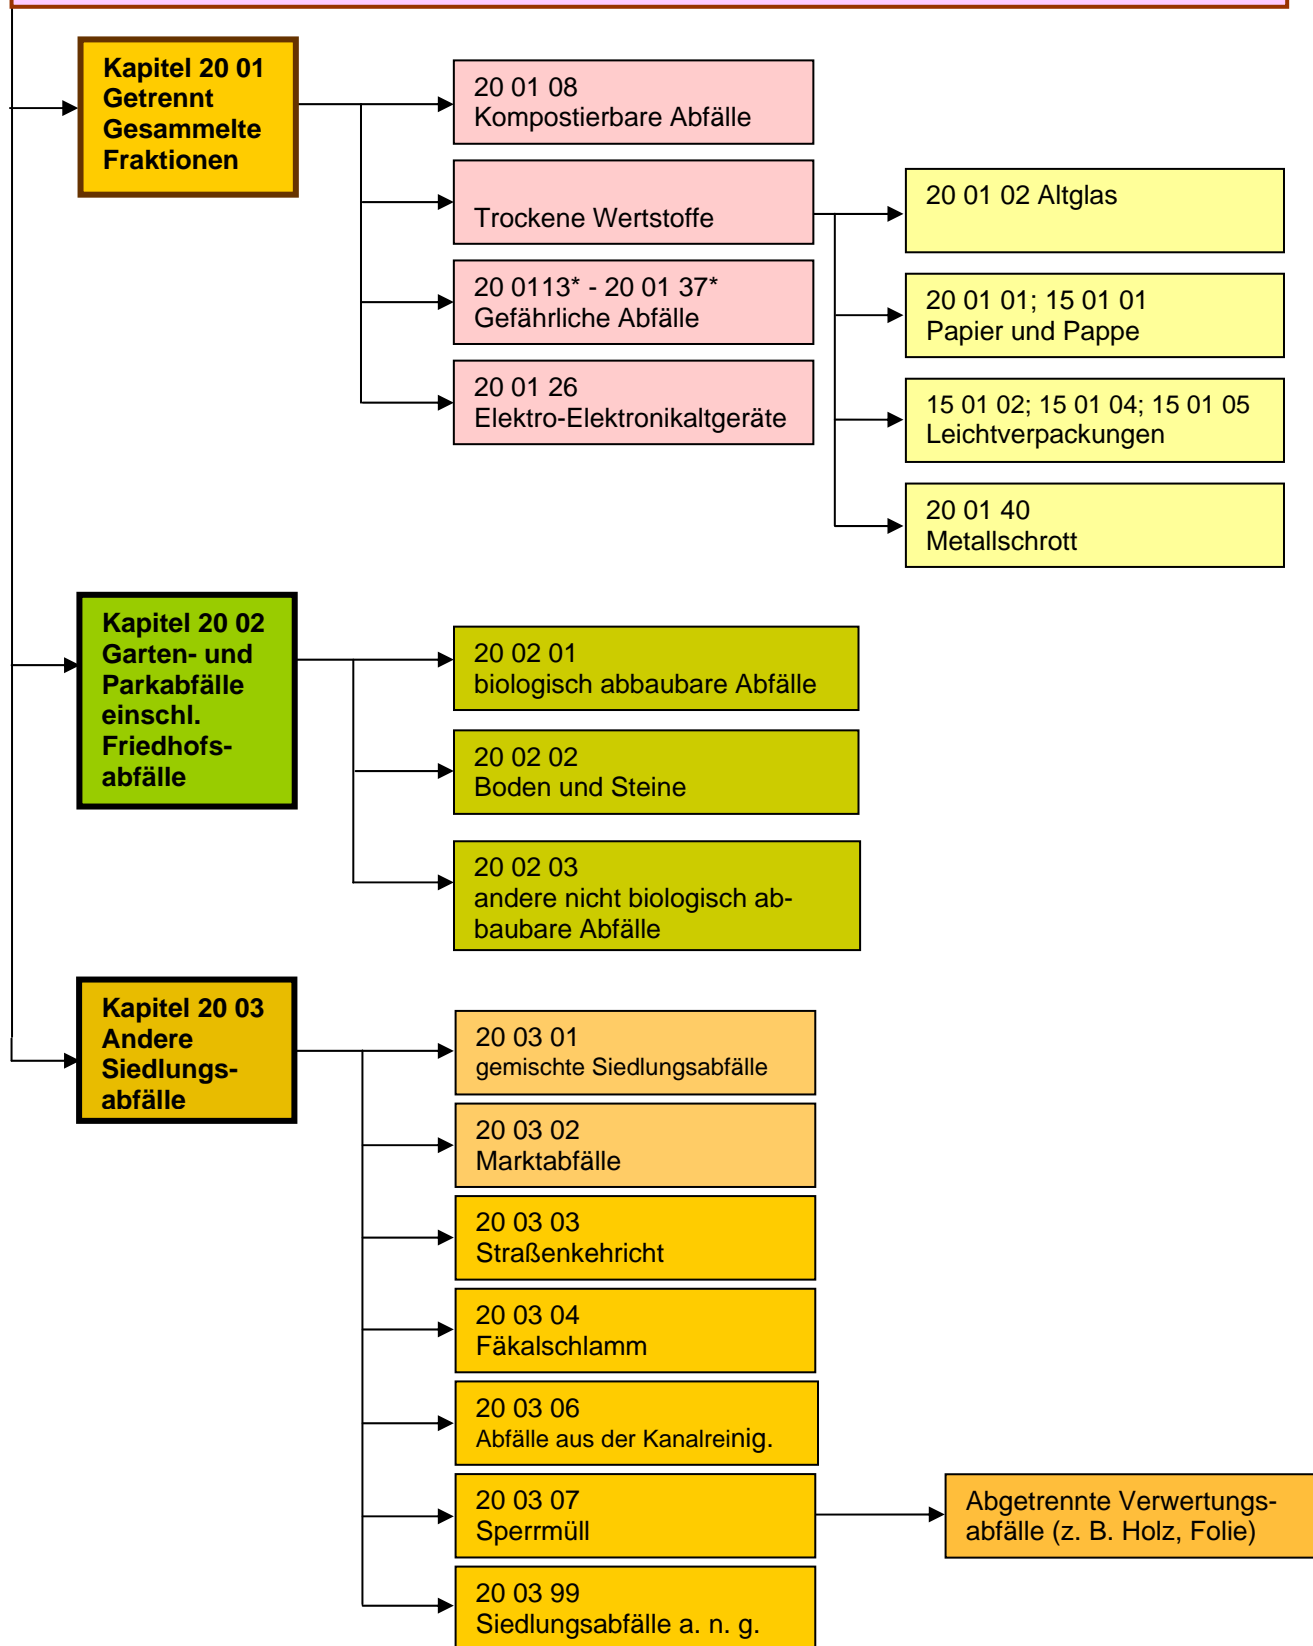 Kapitel 20 01
Getrennt
Gesammelte
Fraktionen
20 01 08
Kompostierbare Abfälle
Trockene Wertstoffe
20 0113* - 20 01 37*
Gefährliche Abfälle
20 01 26
Elektro-Elektronikaltgeräte
20 01 02 Altglas
20 01 01; 15 01 01
Papier und Pappe
15 01 02; 15 01 04; 15 01 05
Leichtverpackungen
20 01 40
Metallschrott
Kapitel 20 02
Garten- und
Parkabfälle
einschl.
Friedhofs-
abfälle
20 02 01
biologisch abbaubare Abfälle
20 02 02
Boden und Steine
20 02 03
andere nicht biologisch ab-
baubare Abfälle
Kapitel 20 03
Andere
Siedlungs-
abfälle
20 03 01
gemischte Siedlungsabfälle
20 03 02
Marktabfälle
20 03 03
Straßenkehricht
20 03 04
Fäkalschlamm
20 03 06
Abfälle aus der Kanalreinig.
20 03 07
Sperrmüll
Abgetrennte Verwertungs-
abfälle (z. B. Holz, Folie)
20 03 99
Siedlungsabfälle a. n. g.